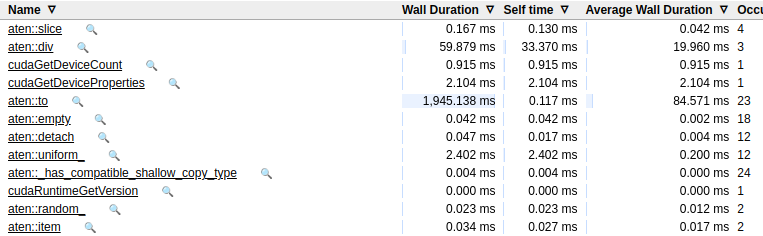 Name ∇ Wall Duration ∇ Self time ∇ Average Wall Duration ∇ Occu
aten::slice 0.167 ms 0.130 ms 0.042 ms 4
aten::div 59.879 ms 33.370 ms 19.960 ms 3
cudaGetDeviceCount 0.915 ms 0.915 ms 0.915 ms 1
cudaGetDeviceProperties 2.104 ms 2.104 ms 2.104 ms 1
aten::to 1,945.138 ms 0.117 ms 84.571 ms 23
aten::empty 0.042 ms 0.042 ms 0.002 ms 18
aten::detach 0.047 ms 0.017 ms 0.004 ms 12
aten::uniform_ 2.402 ms 2.402 ms 0.200 ms 12
aten::_has_compatible_shallow_copy_type 0.004 ms 0.004 ms 0.000 ms 24
cudaRuntimeGetVersion 0.000 ms 0.000 ms 0.000 ms 1
aten::random_ 0.023 ms 0.023 ms 0.012 ms 2
aten::item 0.034 ms 0.027 ms 0.017 ms 2